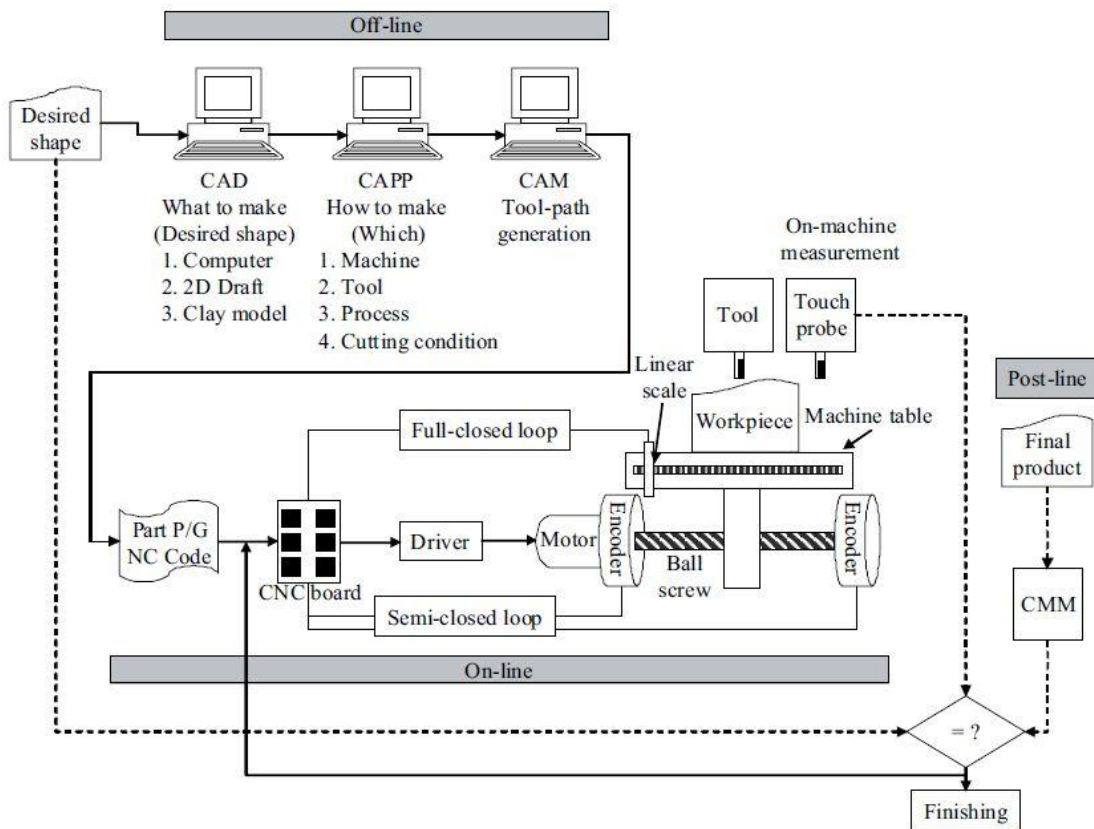 Off-line
Desired
shape
CAD
What to make
(Desired shape)
1. Computer
2. 2D Draft
3. Clay model
CAPP
How to make
(Which)
1. Machine
2. Tool
3. Process
4. Cutting condition
CAM
Tool-path
generation
On-machine
measurement
Tool
Touch
probe
Linear
scale
Workpiece
Machine table
Post-line
Final
product
Full-closed loop
Part P/G
NC Code
CNC board
Driver
Motor
Encoder
Ball
screw
Encoder
CMM
Semi-closed loop
On-line
= ?
Finishing